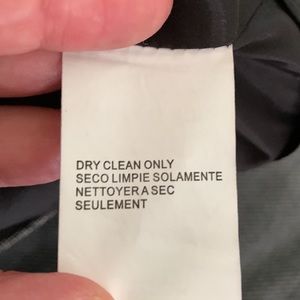 DRY CLEAN ONLY
SECO LIMPIE SOLAMENTE
NETTOYER A SEC
SEULEMENT